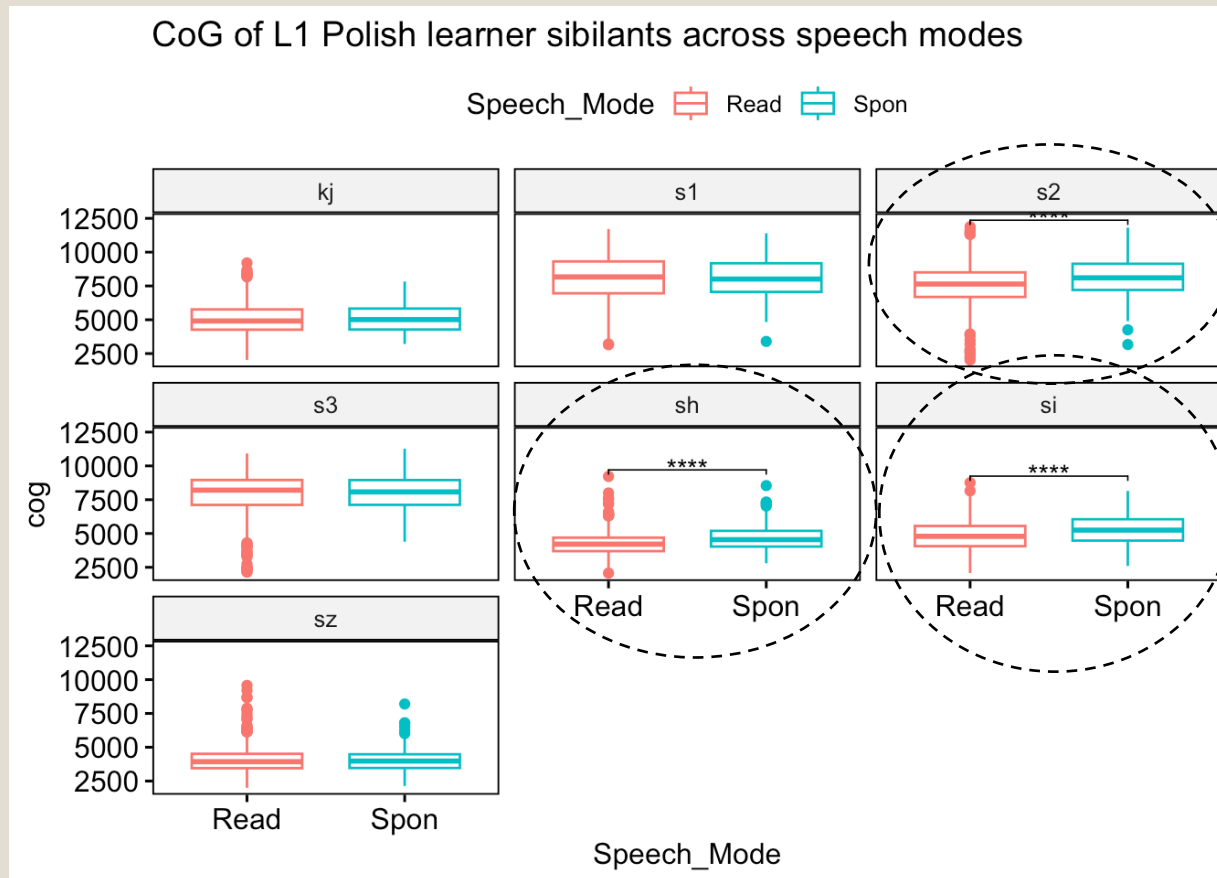 CoG of L1 Polish learner sibilants across speech modes
Speech_Mode Read Spon
kj s1 s2
12500
10000
7500
5000
2500
****
s3 sh si
12500
10000
7500
5000
2500
**** ****
Read Spon Read Spon
sz
12500
10000
7500
5000
2500
Read Spon
cog
Speech_Mode